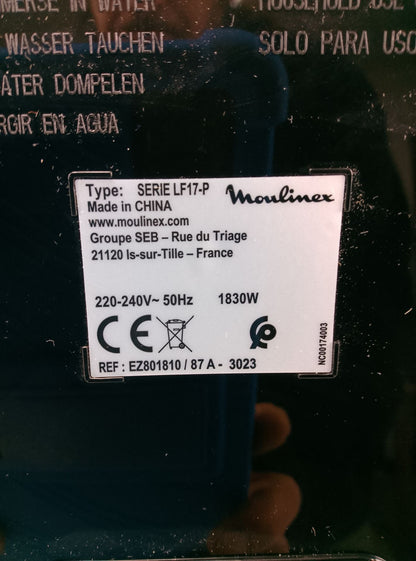 MERSE IN WATER
HOUSEHOLD USE
WASSER TAUCHEN
SOLO PARA USO
ATER DOMPELEN
RGIR EN AGUA
Type: SERIE LF17-P
Moulinex
Made in CHINA
www.moulinex.com
Groupe SEB – Rue du Triage
21120 Is-sur-Tille – France
220-240V~ 50Hz 1830W
CE
NC00174003
REF : EZ801810 / 87 A - 3023